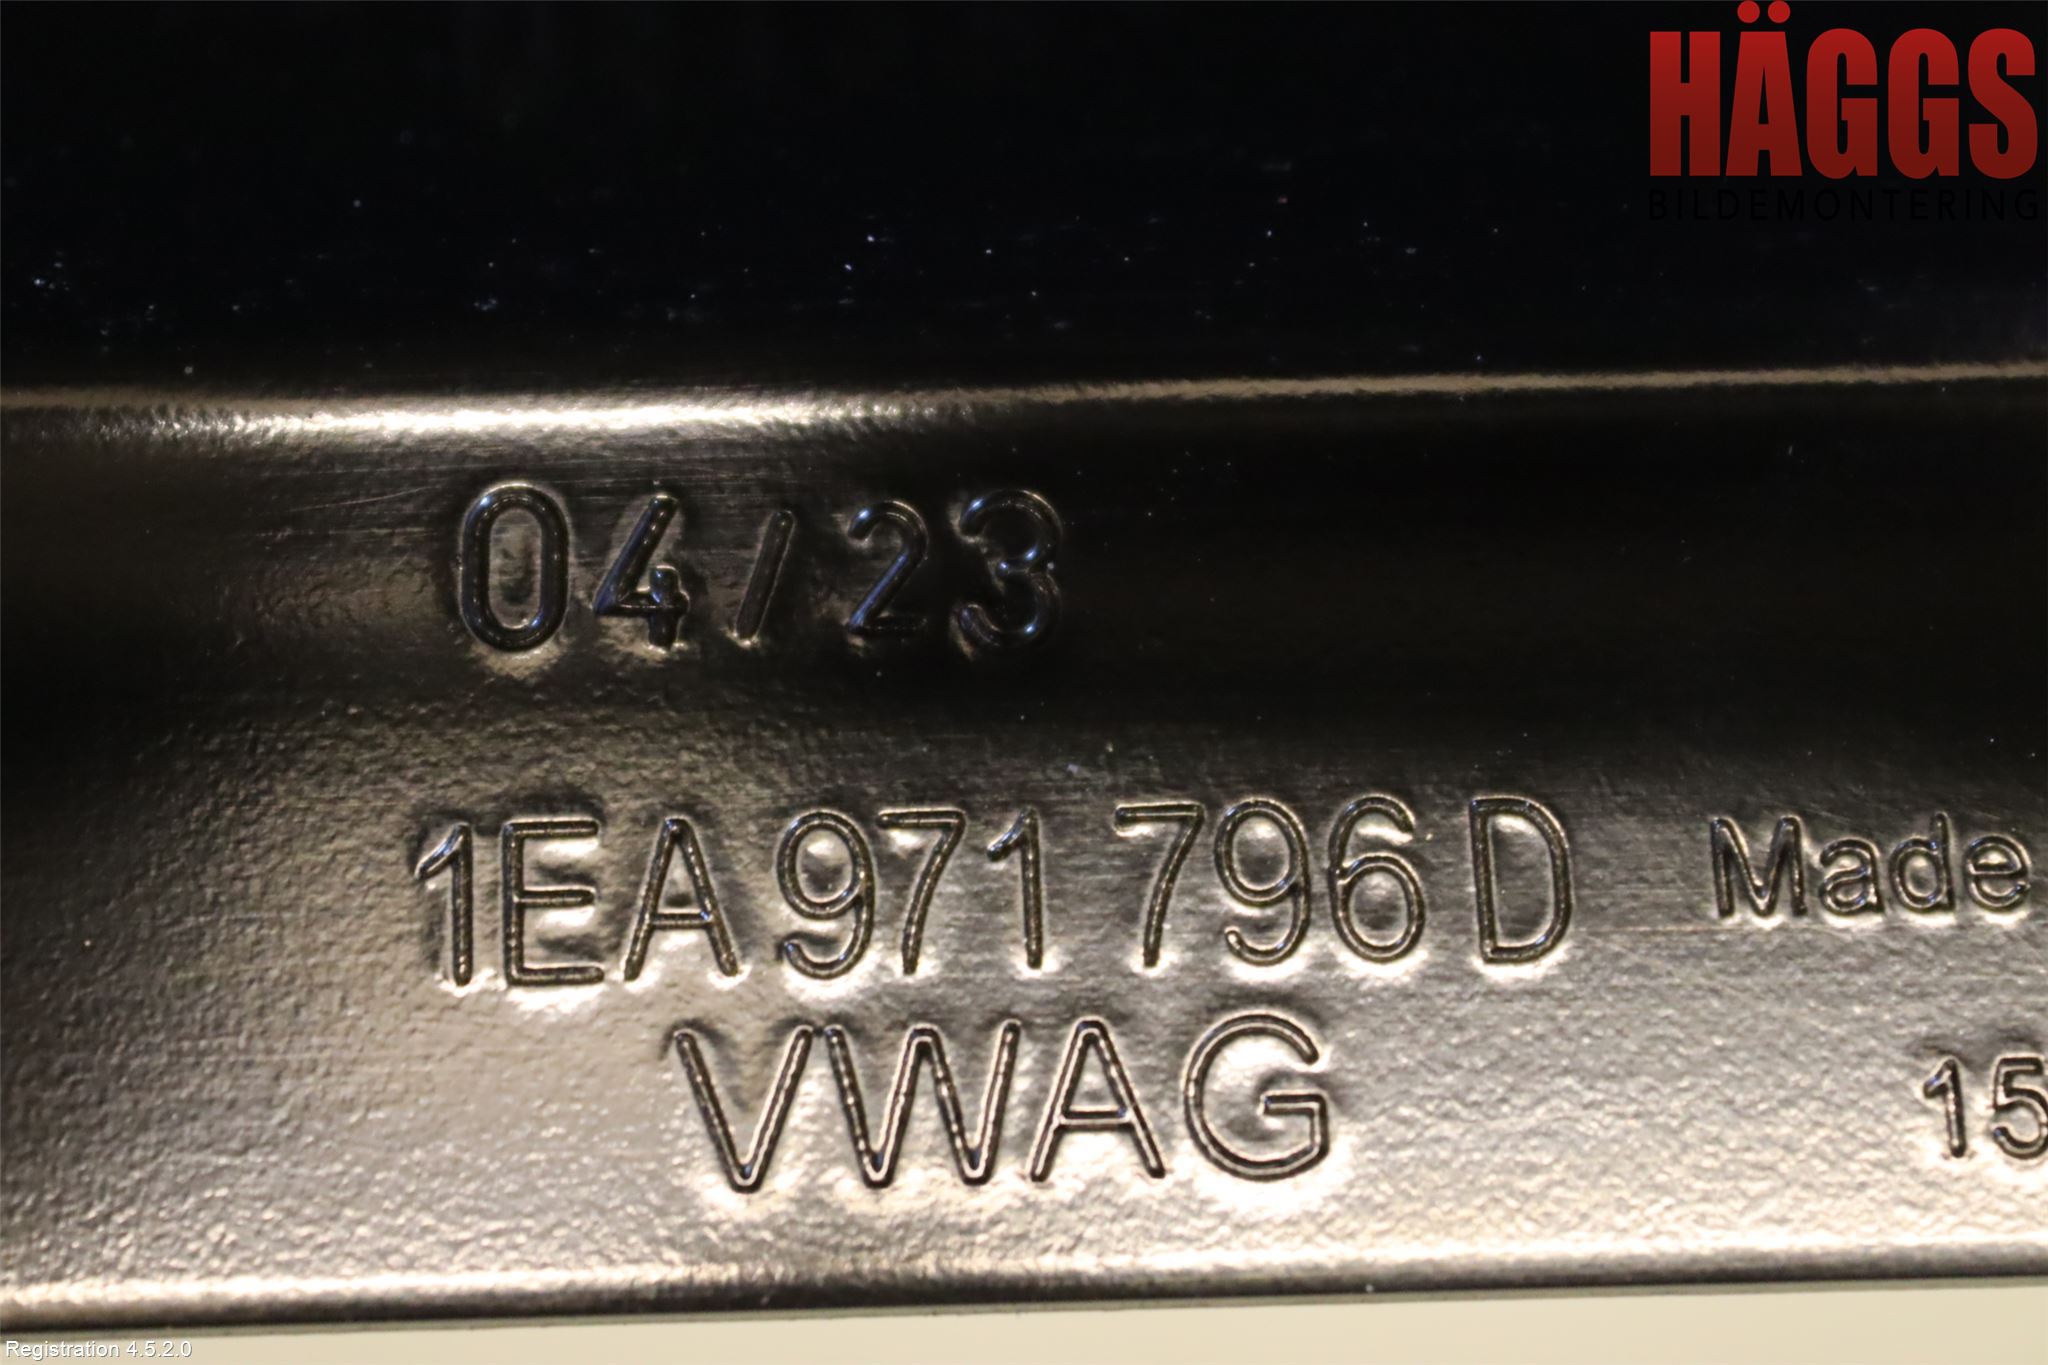 HÄGGS
BILDEMONTERING
04/23
1EA 971 796 D Made
VWAG
15
Registration 4.5.2.0